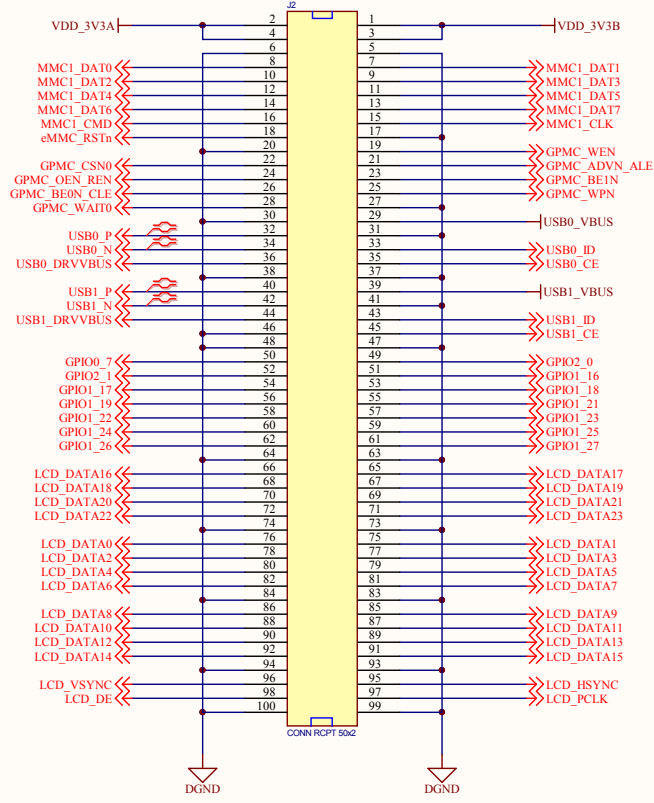 J2
VDD_3V3A 2 1 VDD_3V3B
4 3
6 5
MMC1_DAT0 8 7 MMC1_DAT1
MMC1_DAT2 10 9 MMC1_DAT3
MMC1_DAT4 12 11 MMC1_DAT5
MMC1_DAT6 14 13 MMC1_DAT7
MMC1_CMD 16 15 MMC1_CLK
eMMC_RSTn 18 17
20 19 GPMC_WEN
GPMC_CSN0 22 21 GPMC_ADVN_ALE
GPMC_OEN_REN 24 23 GPMC_BE1N
GPMC_BE0N_CLE 26 25 GPMC_WPN
GPMC_WAIT0 28 27
30 29 USB0_VBUS
USB0_P 32 31
USB0_N 34 33 USB0_ID
USB0_DRVVBUS 36 35 USB0_CE
38 37
USB1_P 40 39 USB1_VBUS
USB1_N 42 41
USB1_DRVVBUS 44 43 USB1_ID
46 45 USB1_CE
48 47
GPIO0_7 50 49 GPIO2_0
GPIO2_1 52 51 GPIO1_16
GPIO1_17 54 53 GPIO1_18
GPIO1_19 56 55 GPIO1_21
GPIO1_22 58 57 GPIO1_23
GPIO1_24 60 59 GPIO1_25
GPIO1_26 62 61 GPIO1_27
64 63
LCD_DATA16 66 65 LCD_DATA17
LCD_DATA18 68 67 LCD_DATA19
LCD_DATA20 70 69 LCD_DATA21
LCD_DATA22 72 71 LCD_DATA23
74 73
LCD_DATA0 76 75 LCD_DATA1
LCD_DATA2 78 77 LCD_DATA3
LCD_DATA4 80 79 LCD_DATA5
LCD_DATA6 82 81 LCD_DATA7
84 83
LCD_DATA8 86 85 LCD_DATA9
LCD_DATA10 88 87 LCD_DATA11
LCD_DATA12 90 89 LCD_DATA13
LCD_DATA14 92 91 LCD_DATA15
94 93
LCD_VSYNC 96 95 LCD_HSYNC
LCD_DE 98 97 LCD_PCLK
100 99
CONN RCPT 50x2
DGND DGND